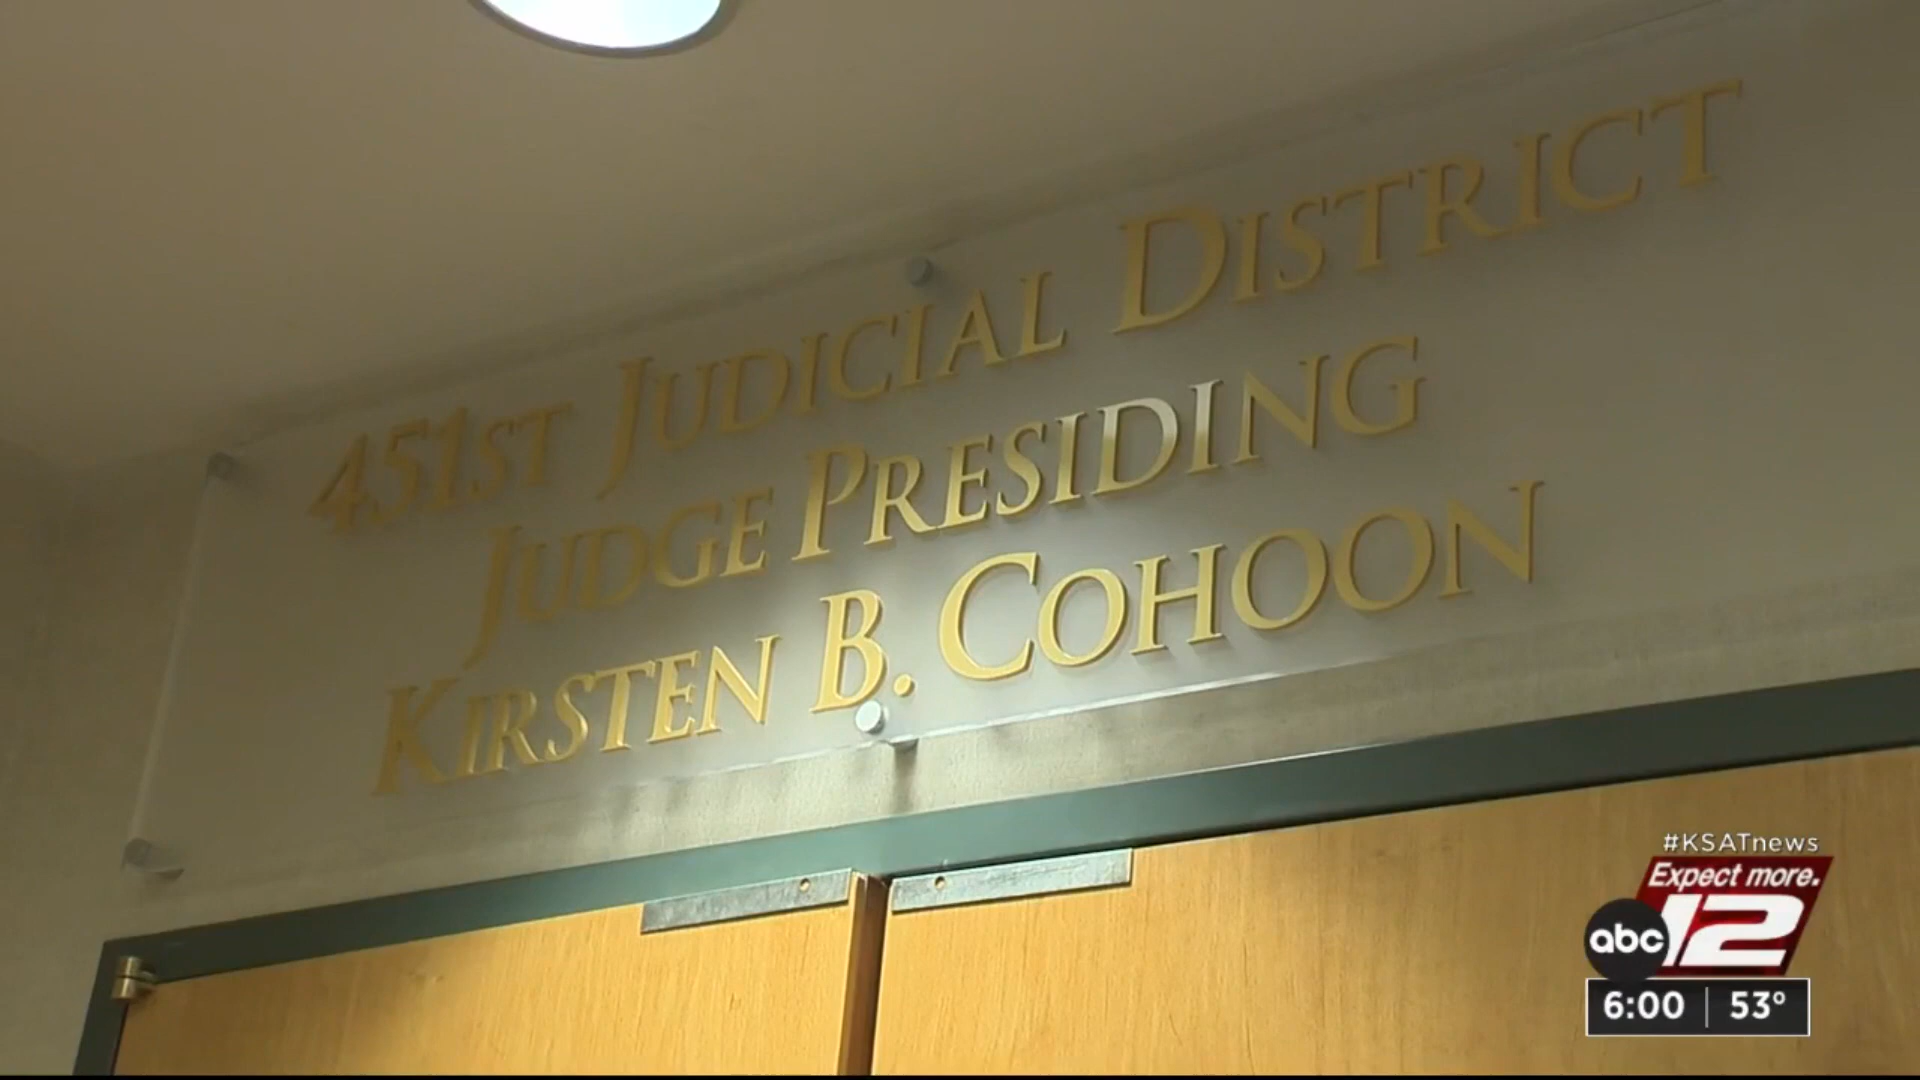 451ST JUDICIAL DISTRICT
JUDGE PRESIDING
KIRSTEN B. COHOON
#KSATnews
Expect more.
abc 12
6:00 | 53°